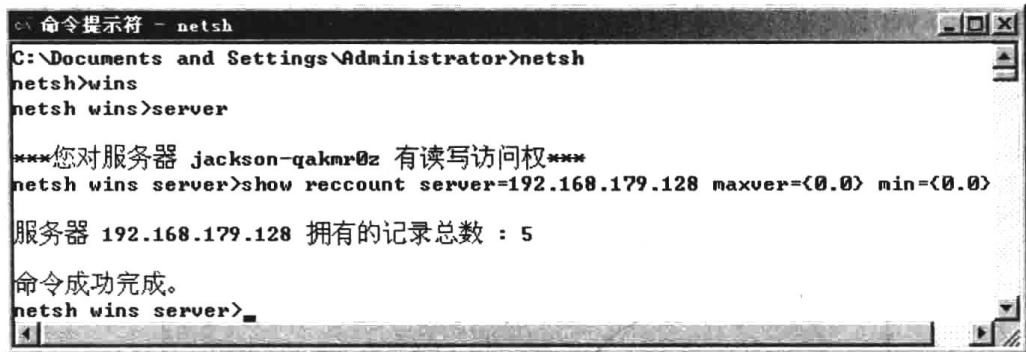 命令提示符 - netsh
C:\Documents and Settings\Administrator>netsh
netsh>wins
netsh wins>server
***您对服务器 jackson-qakmr0z 有读写访问权***
netsh wins server>show reccount server=192.168.179.128 maxver={0.0} min={0.0}
服务器 192.168.179.128 拥有的记录总数 : 5
命令成功完成。
netsh wins server>